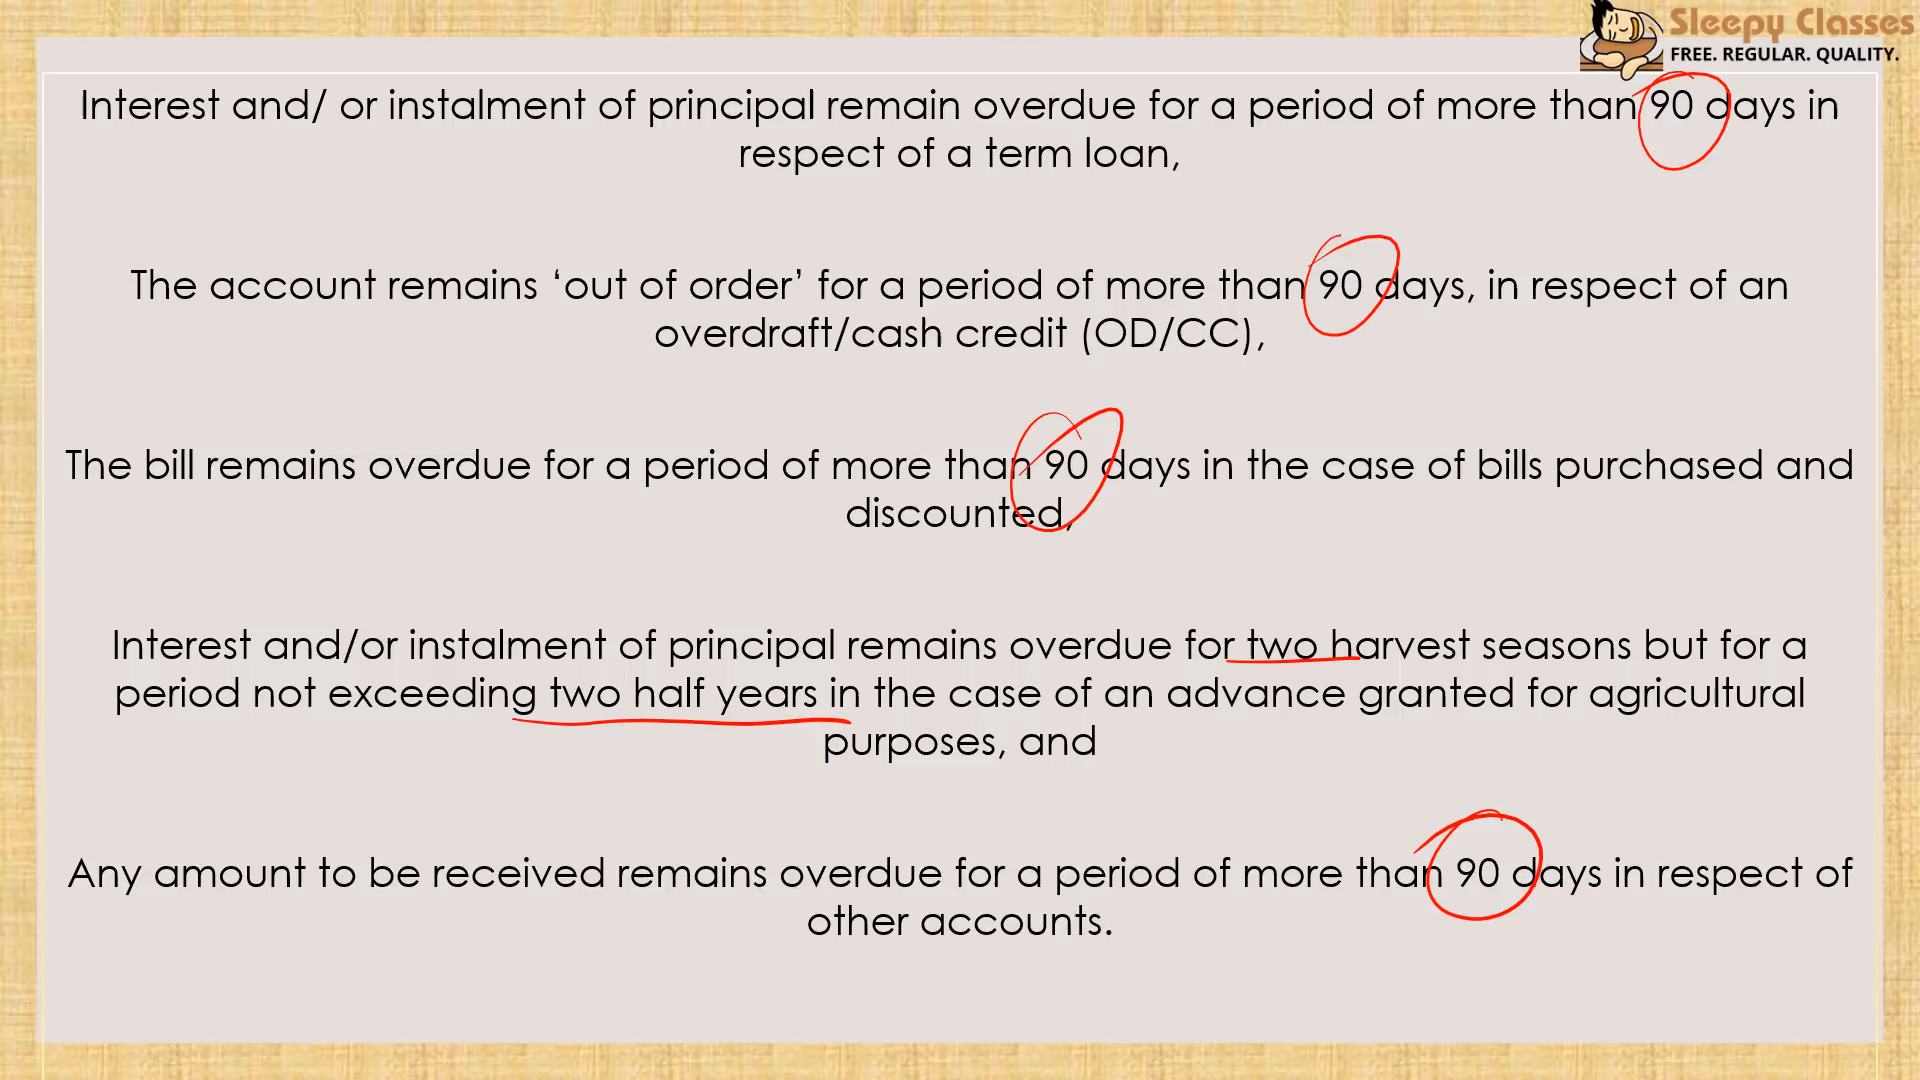 Sleepy Classes
FREE. REGULAR. QUALITY.
Interest and/ or instalment of principal remain overdue for a period of more than 90 days in
respect of a term loan,
The account remains ‘out of order’ for a period of more than 90 days, in respect of an
overdraft/cash credit (OD/CC),
The bill remains overdue for a period of more than 90 days in the case of bills purchased and
discounted,
Interest and/or instalment of principal remains overdue for two harvest seasons but for a
period not exceeding two half years in the case of an advance granted for agricultural
purposes, and
Any amount to be received remains overdue for a period of more than 90 days in respect of
other accounts.